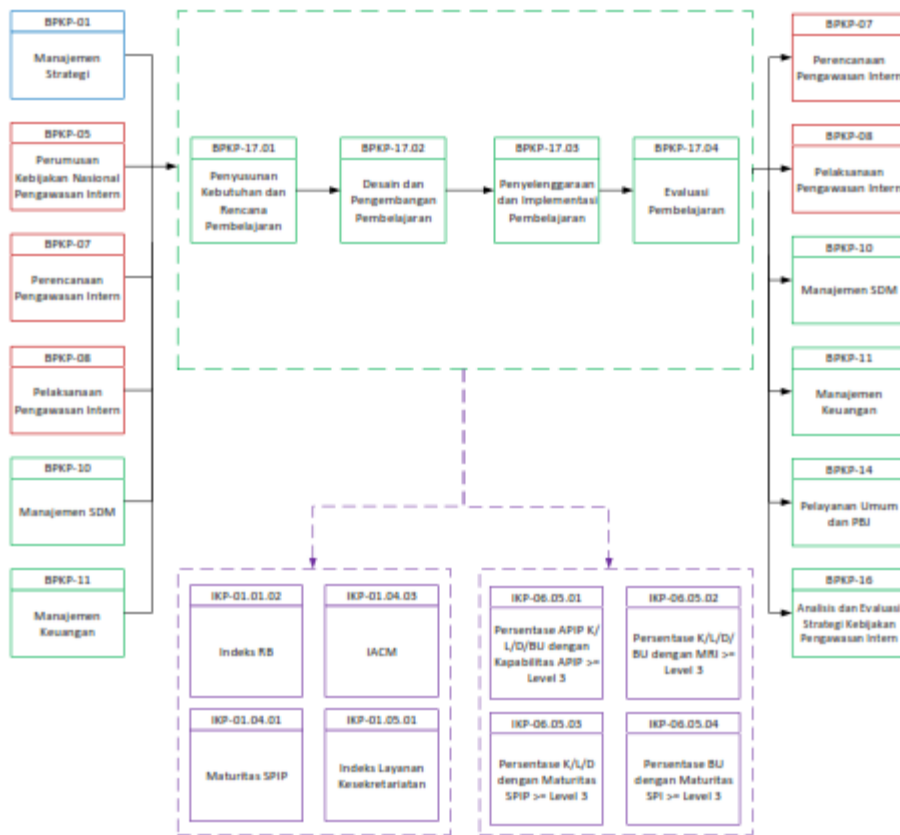 BPKP-01
Manajemen
Strategi
BPKP-05
Perumusan
Kebijakan Nasional
Pengawasan Intern
BPKP-07
Perencanaan
Pengawasan Intern
BPKP-08
Pelaksanaan
Pengawasan Intern
BPKP-10
Manajemen SDM
BPKP-11
Manajemen
Keuangan
BPKP-17.01
Penyusunan
Kebutuhan dan
Rencana
Pembelajaran
BPKP-17.02
Desain dan
Pengembangan
Pembelajaran
BPKP-17.03
Penyelenggaraan
dan Implementasi
Pembelajaran
BPKP-17.04
Evaluasi
Pembelajaran
BPKP-07
Perencanaan
Pengawasan Intern
BPKP-08
Pelaksanaan
Pengawasan Intern
BPKP-10
Manajemen SDM
BPKP-11
Manajemen
Keuangan
BPKP-14
Pelayanan Umum
dan PBJ
BPKP-16
Analisis dan Evaluasi
Strategi Kebijakan
Pengawasan Intern
IKP-01.01.02
Indeks RB
IKP-01.04.03
IACM
IKP-01.04.01
Maturitas SPIP
IKP-01.05.01
Indeks Layanan
Kesekretariatan
IKP-06.05.01
Persentase APIP K/
L/D/BU dengan
Kapabilitas APIP >=
Level 3
IKP-06.05.02
Persentase K/L/D/
BU dengan MRI >=
Level 3
IKP-06.05.03
Persentase K/L/D
dengan Maturitas
SPIP >= Level 3
IKP-06.05.04
Persentase BU
dengan Maturitas
SPI >= Level 3